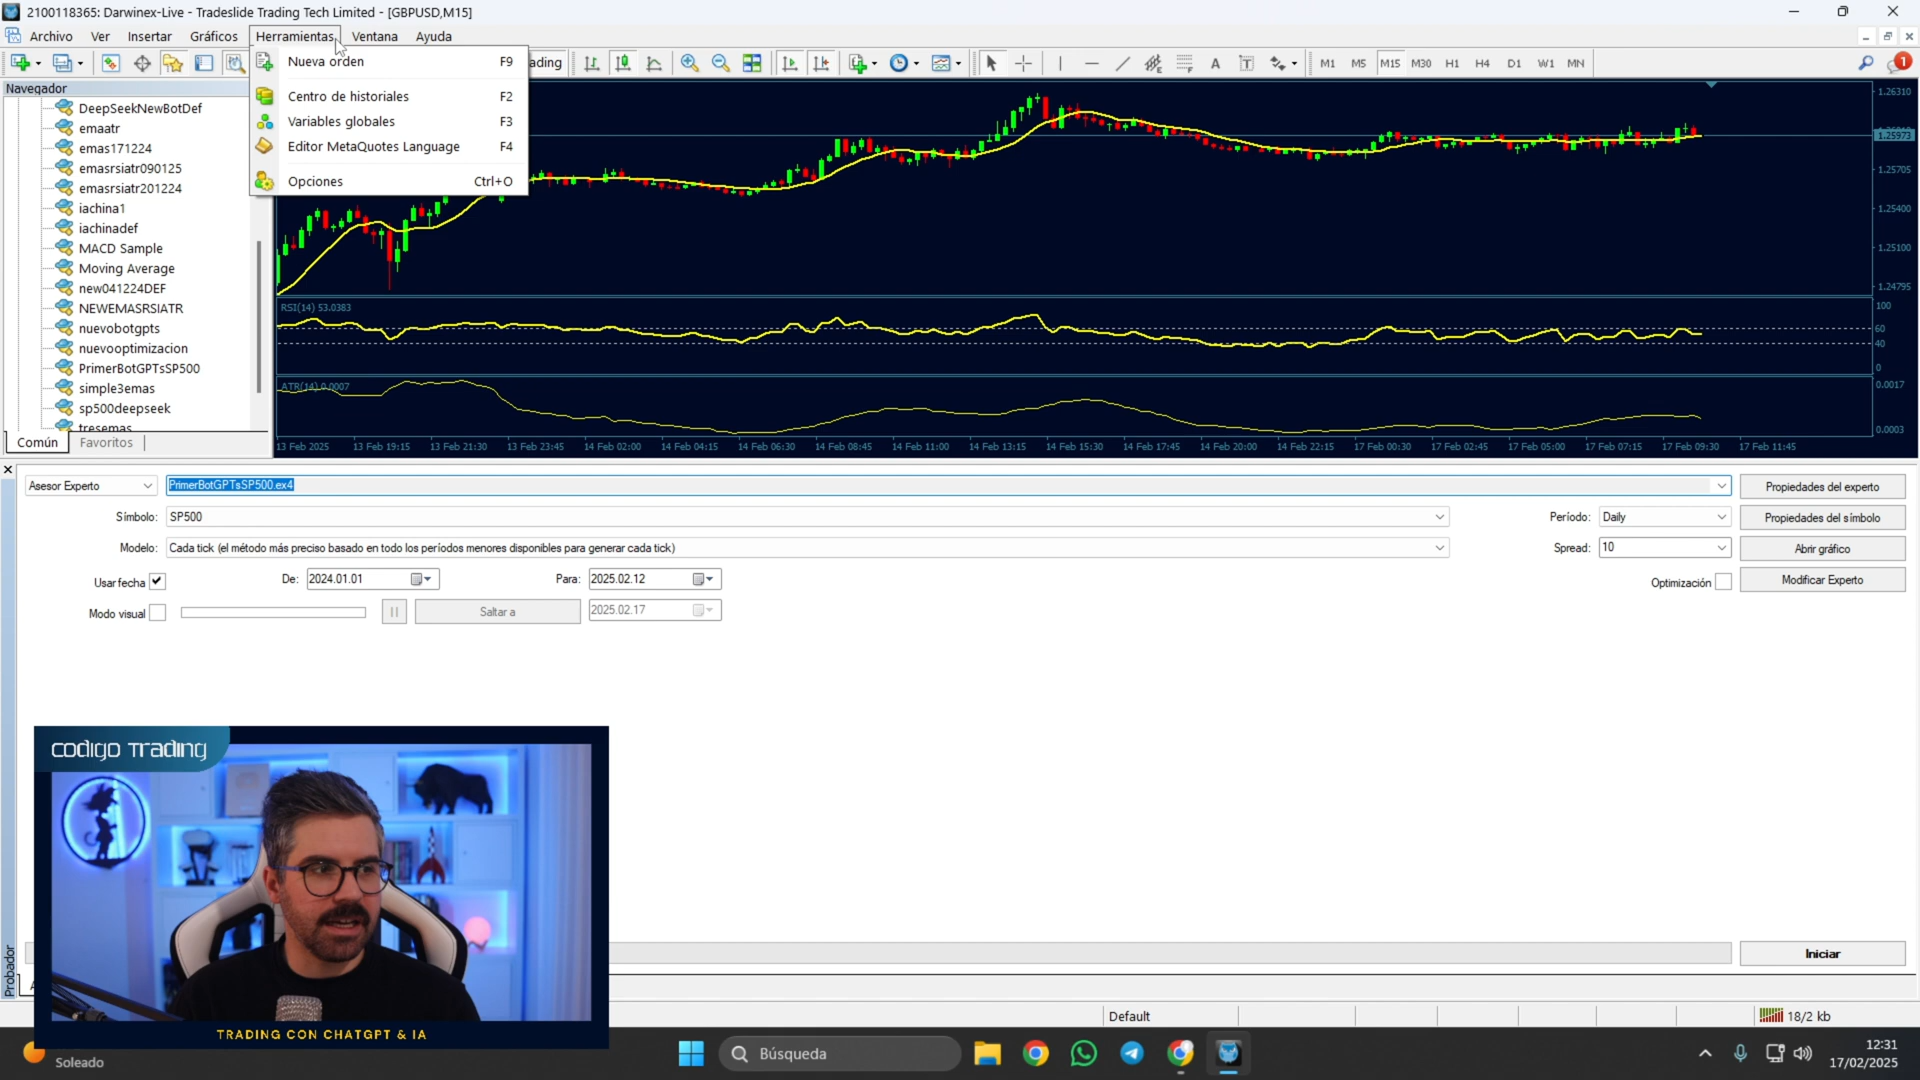 2100118365: Darwinex-Live - Tradeslide Trading Tech Limited - [GBPUSD,M15]
Archivo Ver Insertar Gráficos Herramientas Ventana Ayuda
Nueva orden F9
Centro de historiales F2
Variables globales F3
Editor MetaQuotes Language F4
Opciones Ctrl+O
ading
A T M1 M5 M15 M30 H1 H4 D1 W1 MN
1
Navegador
DeepSeekNewBotDef
emaatr
emas171224
emasrsiatr090125
emasrsiatr201224
iachina1
iachinadef
MACD Sample
Moving Average
new041224DEF
NEWEMASRSIATR
nuevobotgpts
nuevooptimizacion
PrimerBotGPTsSP500
simple3emas
sp500deepseek
tresemas
Común Favoritos
1.26310
1.25973
1.25705
1.25400
1.25100
1.24795
RSI(14) 53.0383
100
60
40
0
ATR(14) 0.0007
0.0017
0.0003
13 Feb 2025 13 Feb 19:15 13 Feb 21:30 13 Feb 23:45 14 Feb 02:00 14 Feb 04:15 14 Feb 06:30 14 Feb 08:45 14 Feb 11:00 14 Feb 13:15 14 Feb 15:30 14 Feb 17:45 14 Feb 20:00 14 Feb 22:15 17 Feb 00:30 17 Feb 02:45 17 Feb 05:00 17 Feb 07:15 17 Feb 09:30 17 Feb 11:45
Asesor Experto PrimerBotGPTsSP500.ex4 Propiedades del experto
Símbolo: SP500 Período: Daily Propiedades del símbolo
Modelo: Cada tick (el método más preciso basado en todo los períodos menores disponibles para generar cada tick) Spread: 10 Abrir gráfico
Usar fecha De: 2024.01.01 Para: 2025.02.12 Optimización Modificar Experto
Modo visual Saltar a 2025.02.17
codigo Trading
TRADING CON CHATGPT & IA
Probador
Iniciar
Default 18/2 kb
Soleado
Búsqueda
12:31
17/02/2025